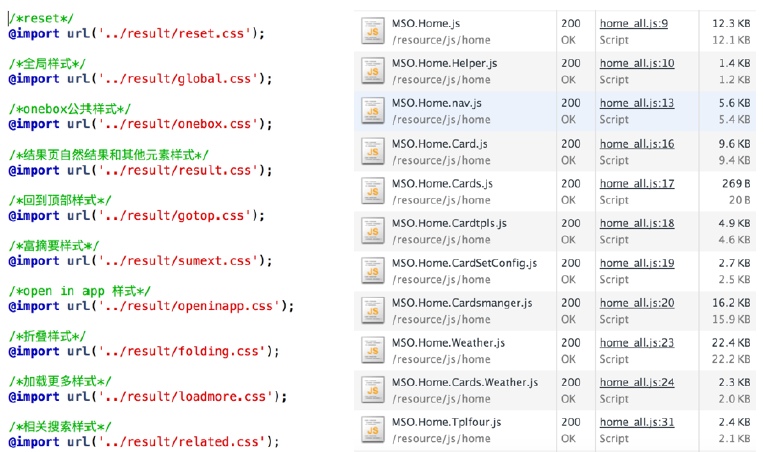 /*reset*/
@import url('../result/reset.css');
/*全局样式*/
@import url('../result/global.css');
/*onebox公共样式*/
@import url('../result/onebox.css');
/*结果页自然结果和其他元素样式*/
@import url('../result/result.css');
/*回到顶部样式*/
@import url('../result/gotop.css');
/*富摘要样式*/
@import url('../result/sumext.css');
/*open in app 样式*/
@import url('../result/openinapp.css');
/*折叠样式*/
@import url('../result/folding.css');
/*加载更多样式*/
@import url('../result/loadmore.css');
/*相关搜索样式*/
@import url('../result/related.css');
MSO.Home.js 200 home_all.js:9 12.3 KB
/resource/js/home OK Script 12.1 KB
MSO.Home.Helper.js 200 home_all.js:10 1.4 KB
/resource/js/home OK Script 1.2 KB
MSO.Home.nav.js 200 home_all.js:13 5.6 KB
/resource/js/home OK Script 5.4 KB
MSO.Home.Card.js 200 home_all.js:16 9.6 KB
/resource/js/home OK Script 9.4 KB
MSO.Home.Cards.js 200 home_all.js:17 269 B
/resource/js/home OK Script 20 B
MSO.Home.Cardtpls.js 200 home_all.js:18 4.9 KB
/resource/js/home OK Script 4.6 KB
MSO.Home.CardSetConfig.js 200 home_all.js:19 2.7 KB
/resource/js/home OK Script 2.5 KB
MSO.Home.Cardsmanger.js 200 home_all.js:20 16.2 KB
/resource/js/home OK Script 15.9 KB
MSO.Home.Weather.js 200 home_all.js:23 22.4 KB
/resource/js/home OK Script 22.2 KB
MSO.Home.Cards.Weather.js 200 home_all.js:24 2.3 KB
/resource/js/home OK Script 2.0 KB
MSO.Home.Tplfour.js 200 home_all.js:31 2.4 KB
/resource/js/home OK Script 2.1 KB